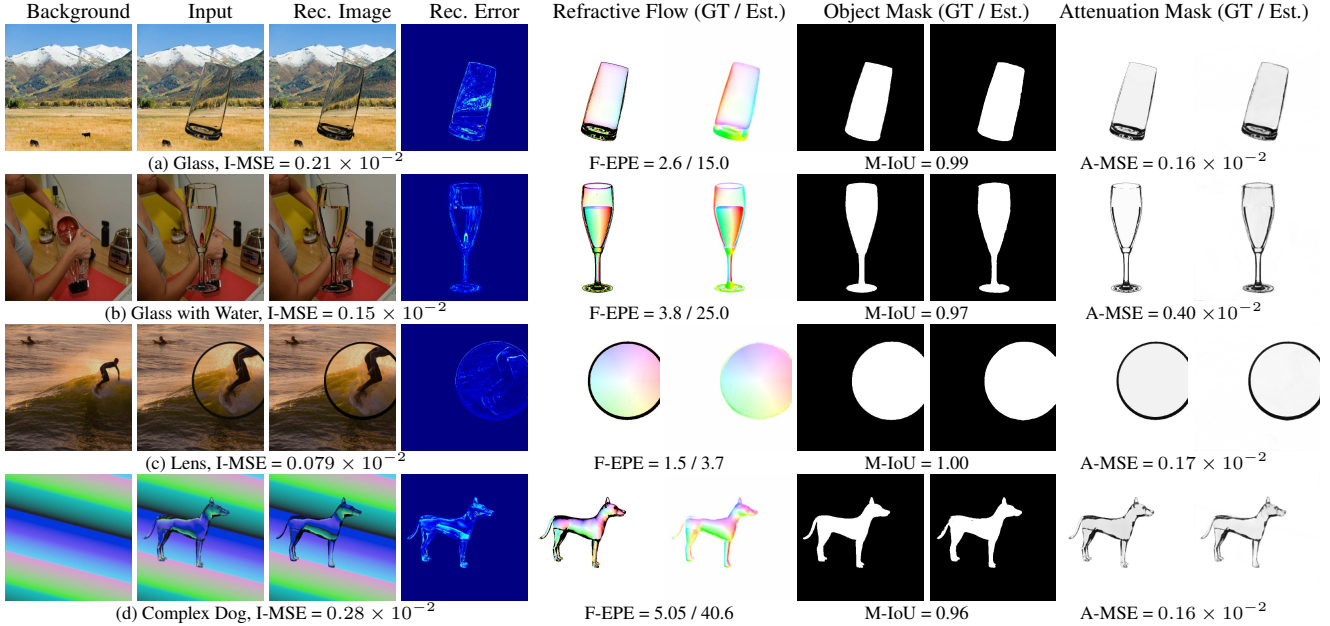 Background Input Rec. Image Rec. Error Refractive Flow (GT / Est.) Object Mask (GT / Est.) Attenuation Mask (GT / Est.)
(a) Glass, I-MSE = 0.21 × 10⁻² F-EPE = 2.6 / 15.0 M-IoU = 0.99 A-MSE = 0.16 × 10⁻²
(b) Glass with Water, I-MSE = 0.15 × 10⁻² F-EPE = 3.8 / 25.0 M-IoU = 0.97 A-MSE = 0.40 × 10⁻²
(c) Lens, I-MSE = 0.079 × 10⁻² F-EPE = 1.5 / 3.7 M-IoU = 1.00 A-MSE = 0.17 × 10⁻²
(d) Complex Dog, I-MSE = 0.28 × 10⁻² F-EPE = 5.05 / 40.6 M-IoU = 0.96 A-MSE = 0.16 × 10⁻²